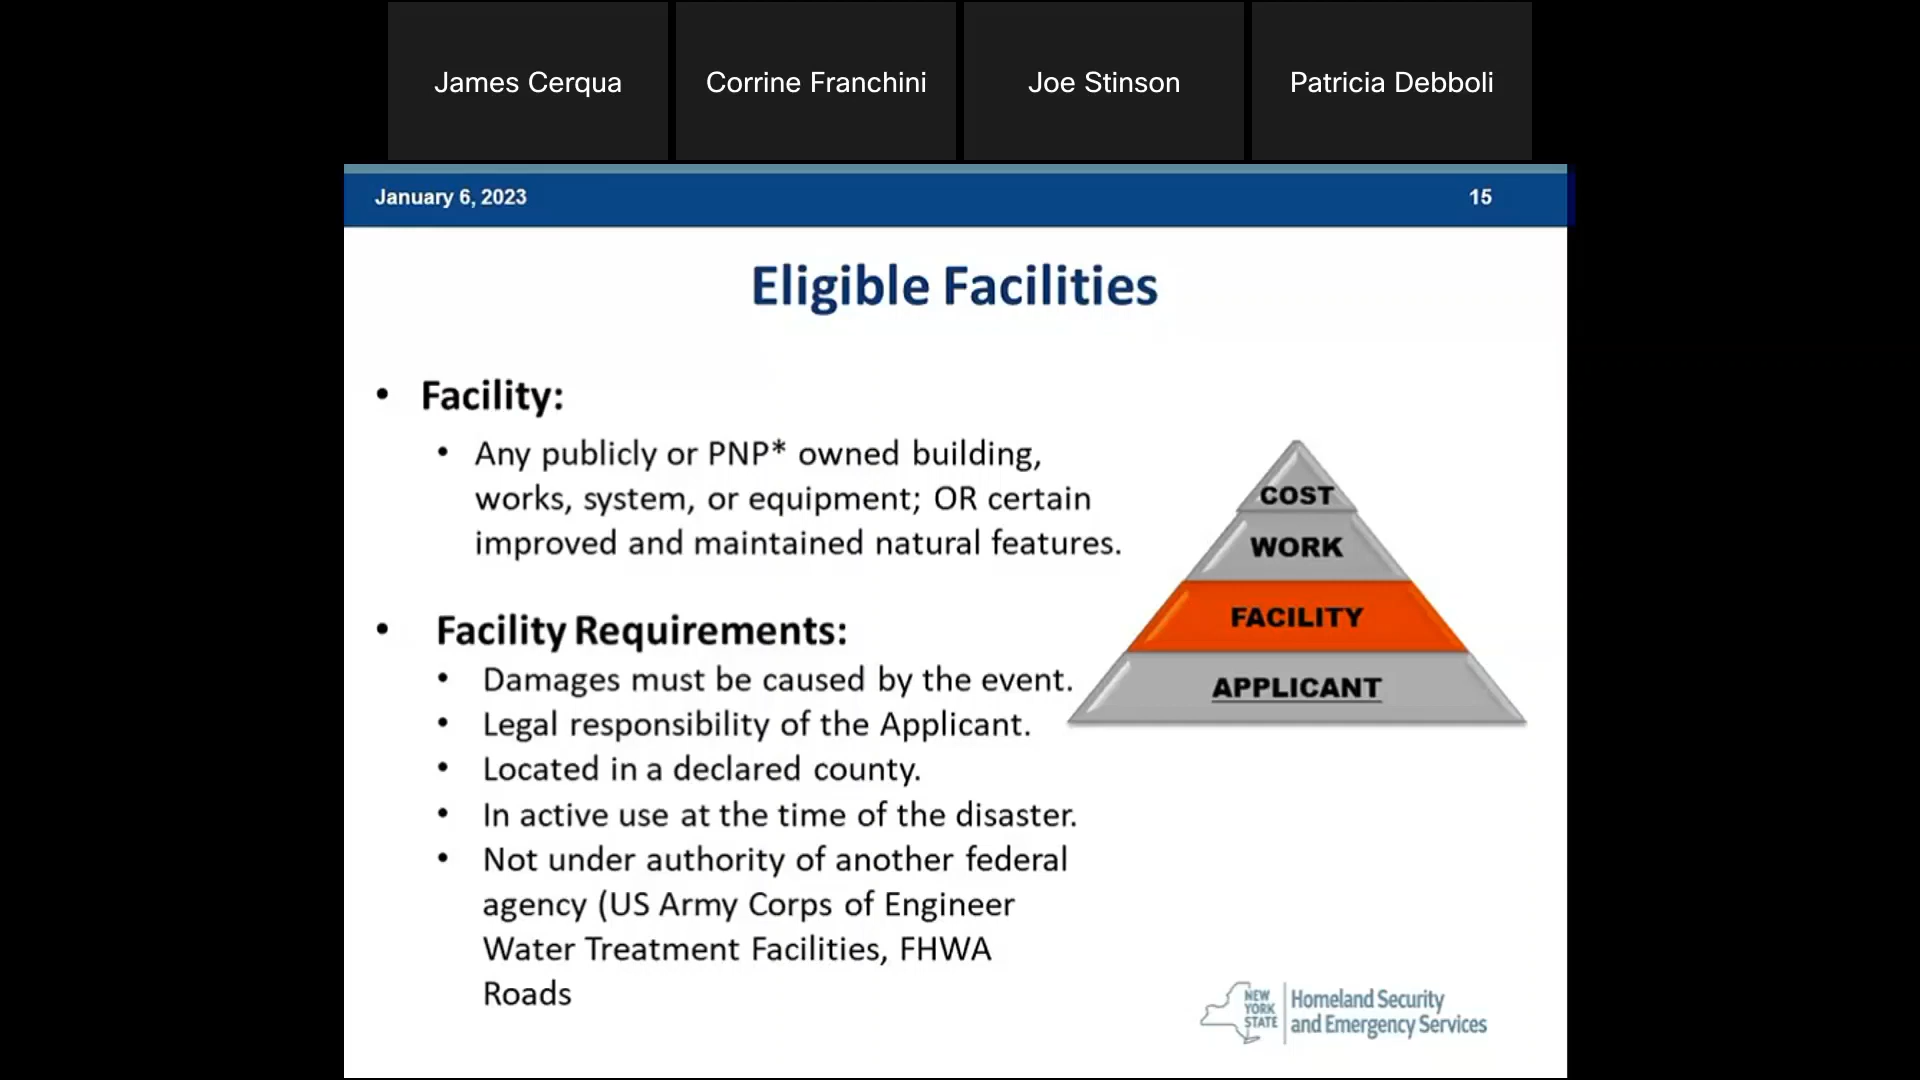 James Cerqua
Corrine Franchini
Joe Stinson
Patricia Debboli
January 6, 2023
15
Eligible Facilities
• Facility:
• Any publicly or PNP* owned building,
works, system, or equipment; OR certain
improved and maintained natural features.
COST
WORK
FACILITY
APPLICANT
• Facility Requirements:
• Damages must be caused by the event.
• Legal responsibility of the Applicant.
• Located in a declared county.
• In active use at the time of the disaster.
• Not under authority of another federal
agency (US Army Corps of Engineer
Water Treatment Facilities, FHWA
Roads
NEW
YORK
STATE
Homeland Security
and Emergency Services